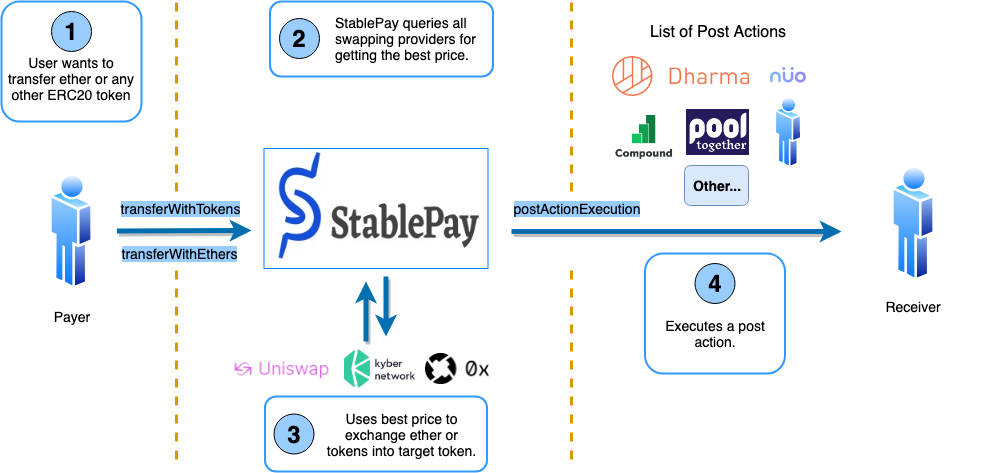 1
User wants to
transfer ether or any
other ERC20 token
2
StablePay queries all
swapping providers for
getting the best price.
List of Post Actions
Dharma
nüo
Compound
pool
together
Other...
transferWithTokens
transferWithEthers
StablePay
postActionExecution
Payer
Receiver
4
Executes a post
action.
Uniswap
kyber
network
0x
3
Uses best price to
exchange ether or
tokens into target token.